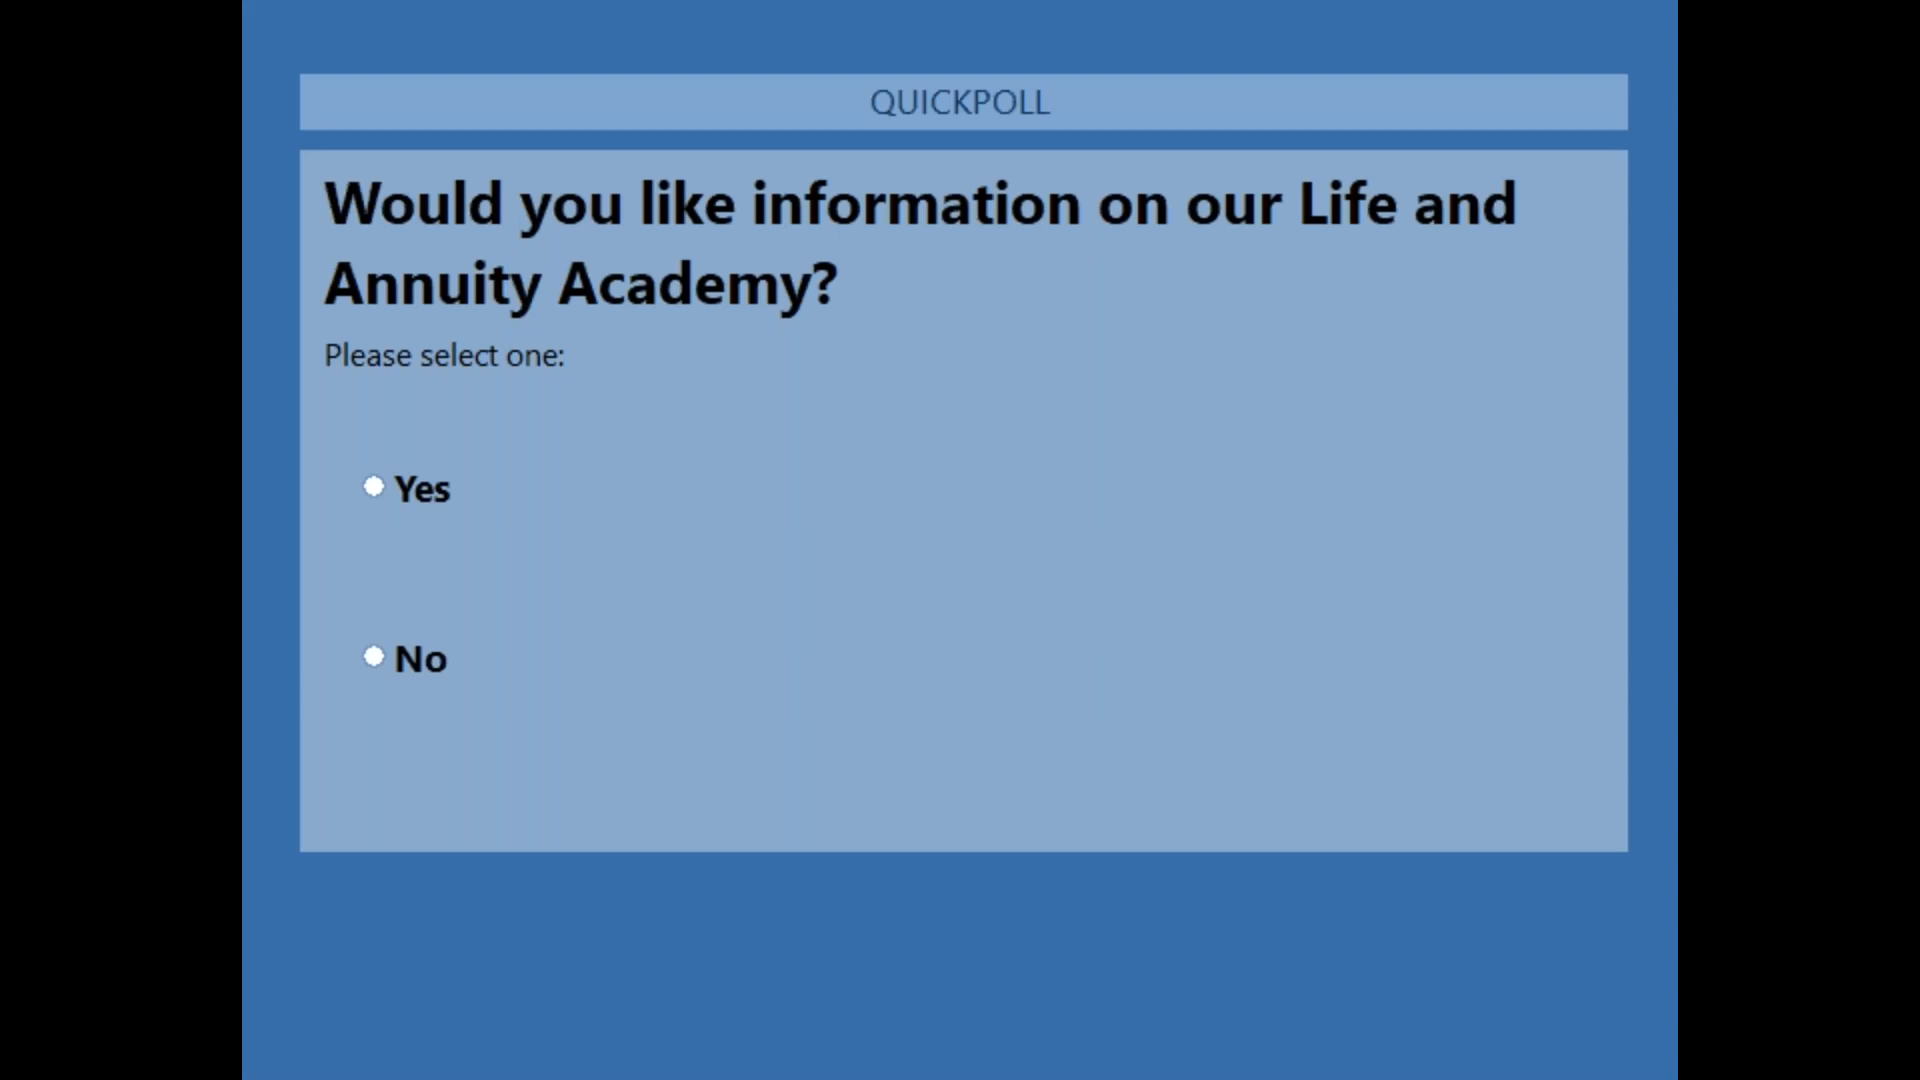 QUICKPOLL
Would you like information on our Life and
Annuity Academy?
Please select one:
Yes
No